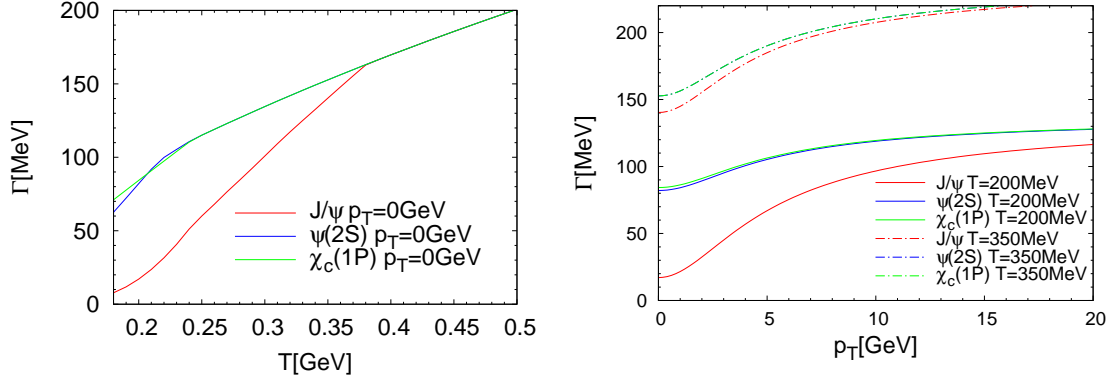 Γ[MeV]
200
150
100
50
0
0.2 0.25 0.3 0.35 0.4 0.45 0.5
T[GeV]
J/ψ p_T=0GeV
ψ(2S) p_T=0GeV
χ_c(1P) p_T=0GeV
Γ[MeV]
200
150
100
50
0
0 5 10 15 20
p_T[GeV]
J/ψ T=200MeV
ψ(2S) T=200MeV
χ_c(1P) T=200MeV
J/ψ T=350MeV
ψ(2S) T=350MeV
χ_c(1P) T=350MeV